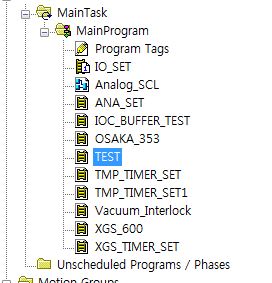 MainTask
MainProgram
Program Tags
IO_SET
Analog_SCL
ANA_SET
IOC_BUFFER_TEST
OSAKA_353
TEST
TMP_TIMER_SET
TMP_TIMER_SET1
Vacuum_Interlock
XGS_600
XGS_TIMER_SET
Unscheduled Programs / Phases
Motion Groups